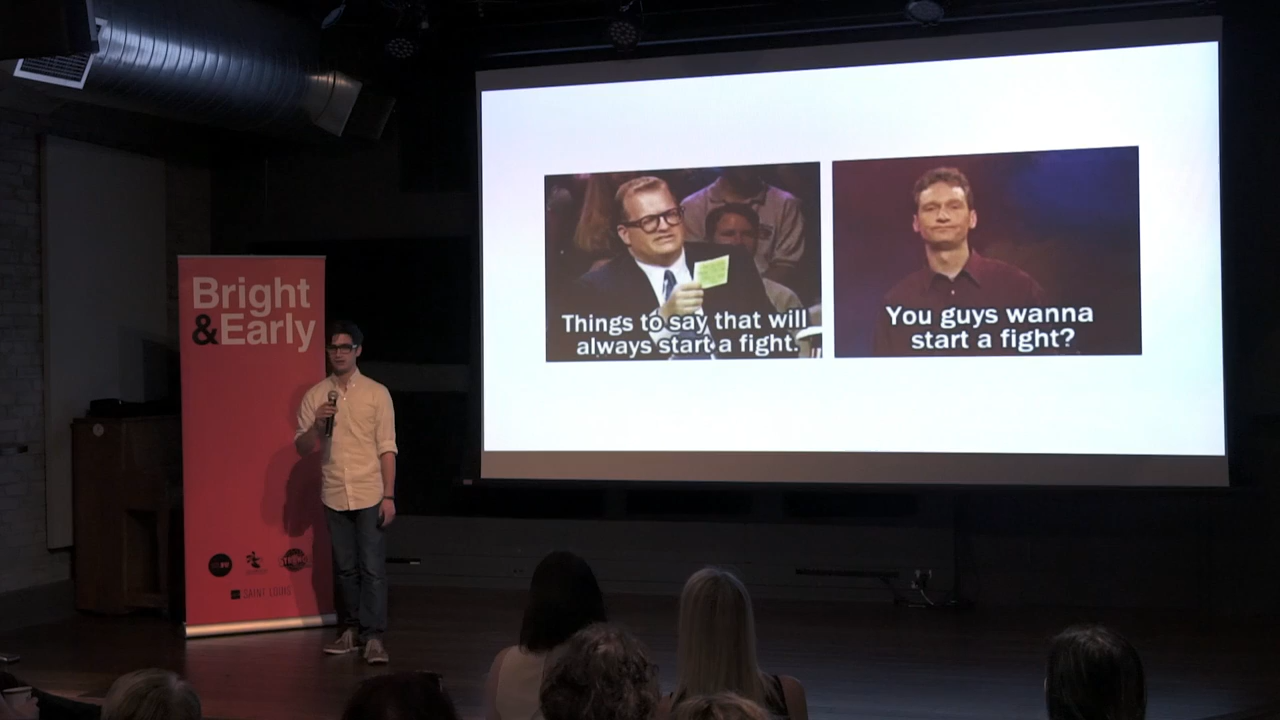 Bright
&Early
SAINT LOUIS
Things to say that will
always start a fight.
You guys wanna
start a fight?